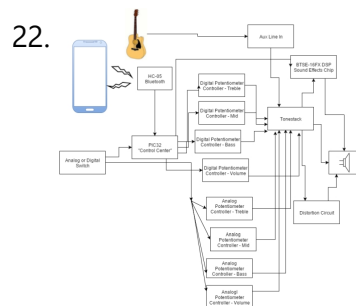 22.
Aux Line In
BTSE-16FX DSP
Sound Effects Chip
HC-05
Bluetooth
Digital Potentiometer
Controller - Treble
Digital Potentiometer
Controller - Mid
Tonestack
Digital Potentiometer
Controller - Bass
PIC32
"Control Center"
Analog or Digital
Switch
Digital Potentiometer
Controller - Volume
Analog
Potentiometer
Controller - Treble
Distortion Circuit
Analog
Potentiometer
Controller - Mid
Analog
Potentiometer
Controller - Bass
Analog
Potentiometer
Controller - Volume